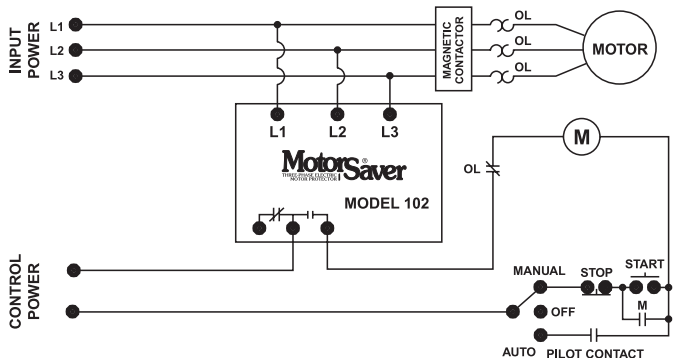 INPUT
POWER
L1
L2
L3
MAGNETIC
CONTACTOR
OL
OL
OL
MOTOR
L1 L2 L3
MotorSaver®
THREE-PHASE ELECTRIC
MOTOR PROTECTOR
MODEL 102
OL
M
CONTROL
POWER
MANUAL
STOP
START
OFF
M
AUTO
PILOT CONTACT